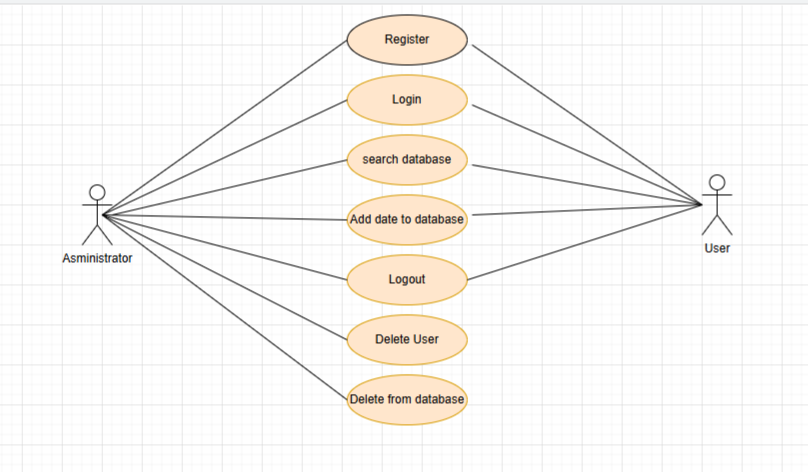 Register
Login
search database
Add date to database
Asministrator
User
Logout
Delete User
Delete from database